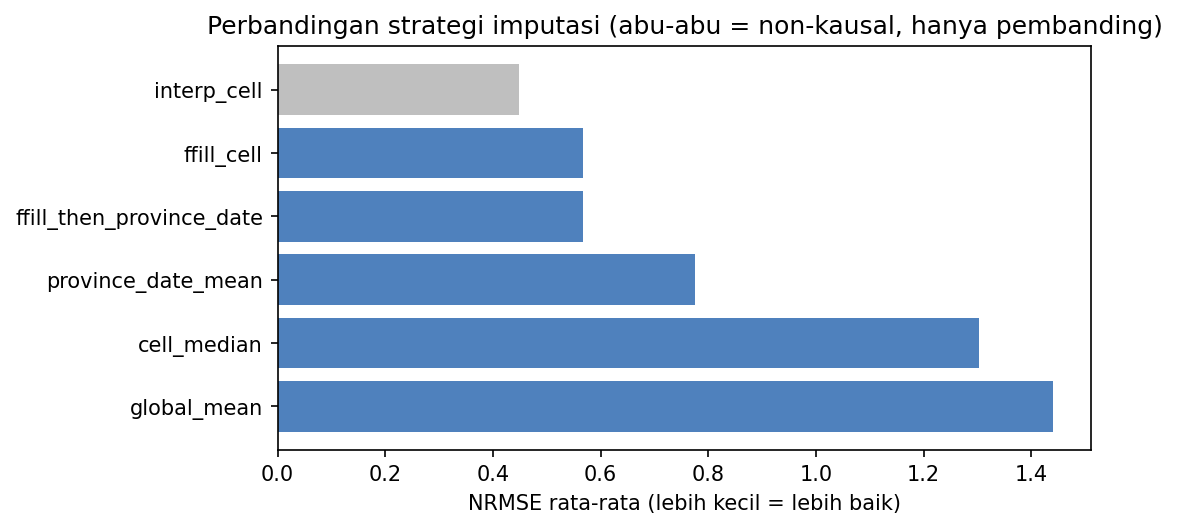 Perbandingan strategi imputasi (abu-abu = non-kausal, hanya pembanding)
interp_cell
ffill_cell
ffill_then_province_date
province_date_mean
cell_median
global_mean
0.0 0.2 0.4 0.6 0.8 1.0 1.2 1.4
NRMSE rata-rata (lebih kecil = lebih baik)